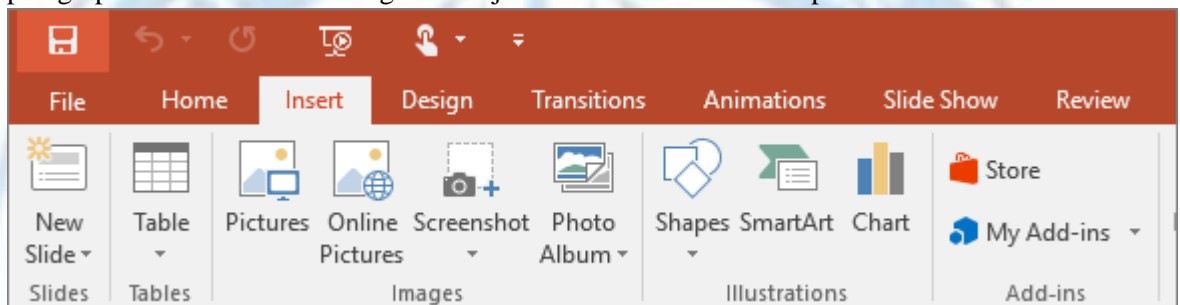 File Home Insert Design Transitions Animations Slide Show Review
New Slide Table Pictures Online Pictures Screenshot Photo Album Shapes SmartArt Chart Store
My Add-ins
Slides Tables Images Illustrations Add-ins